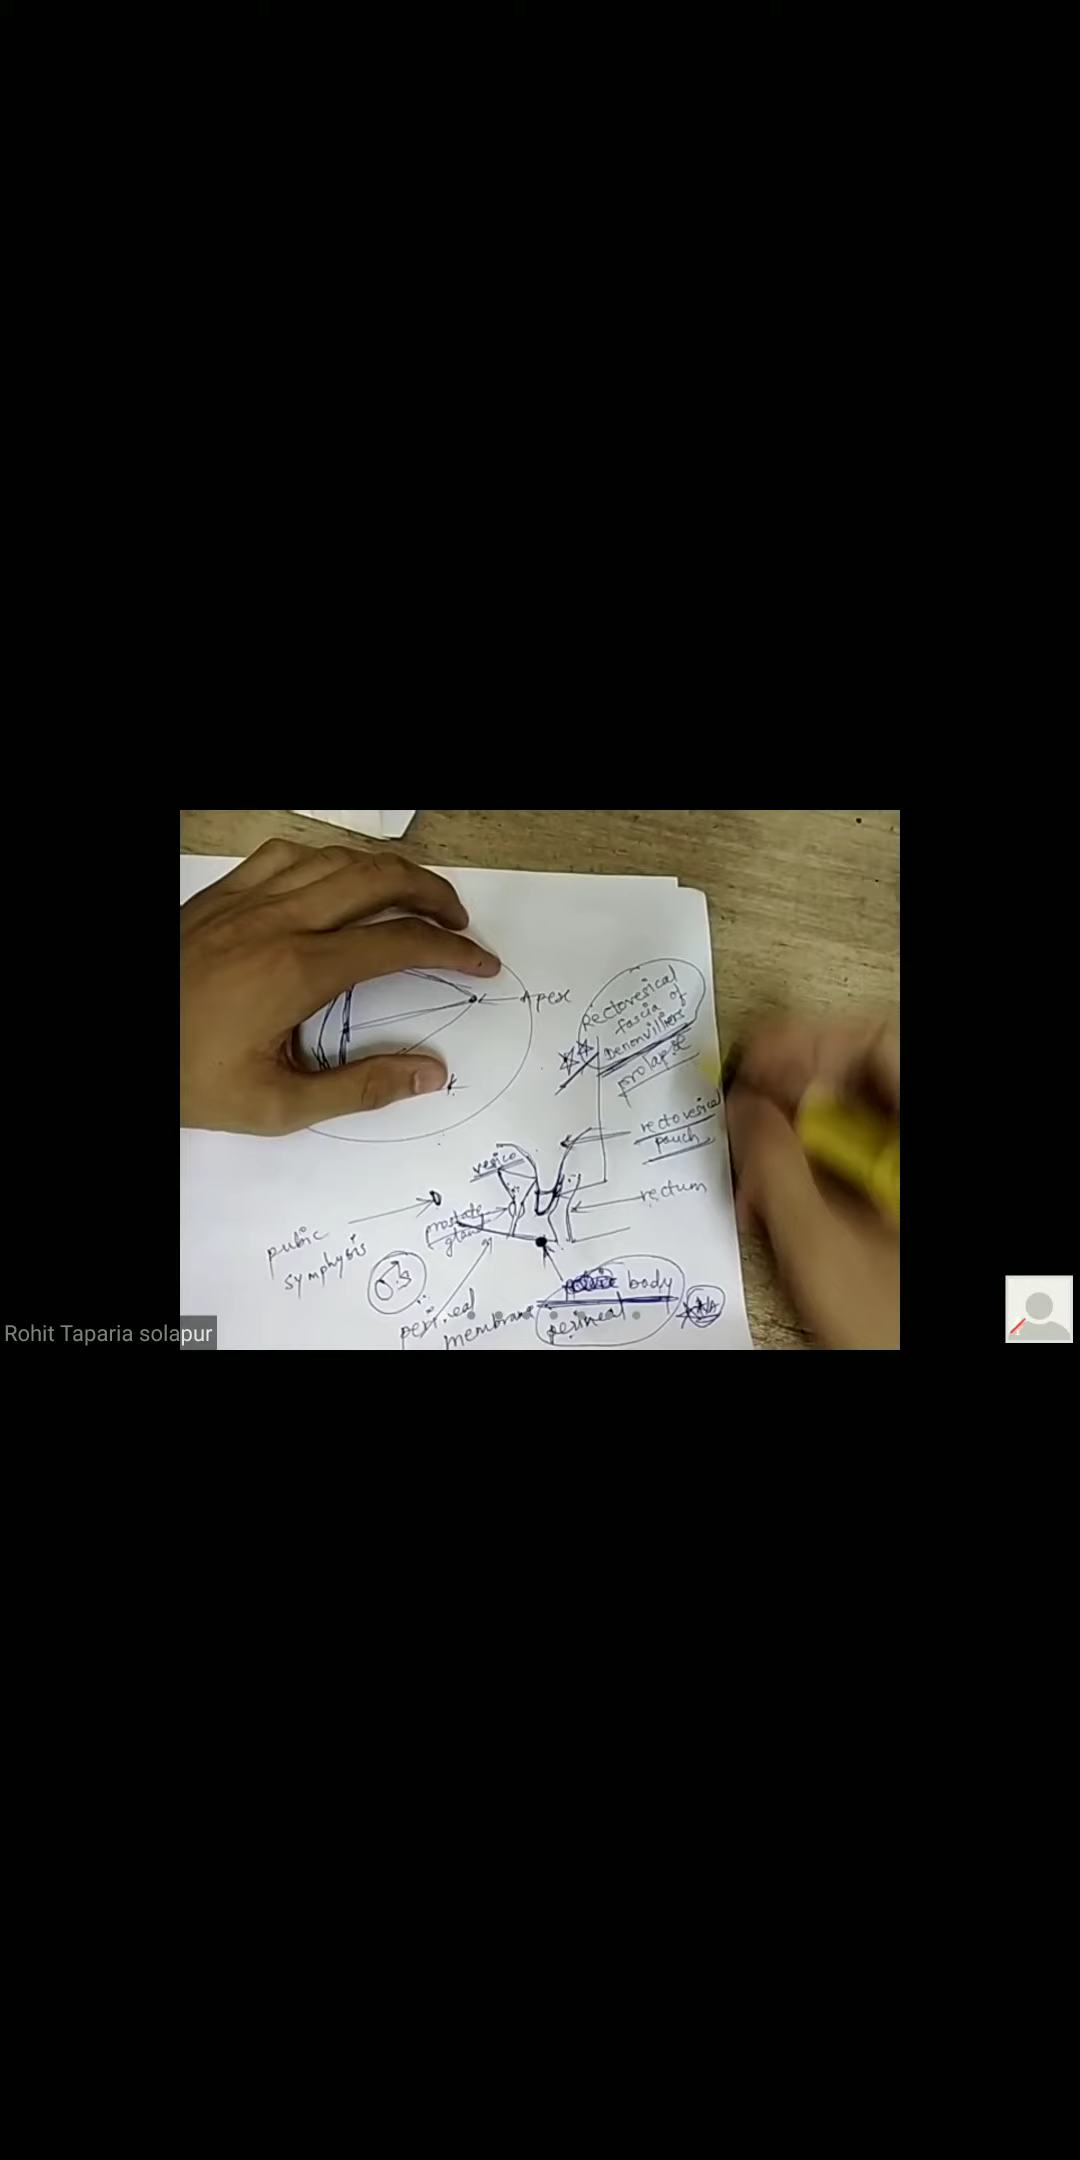 Apex
Rectovesical
fascia of
Denonvilliers
prolapse
rectovesical
pouch
vesico
rectum
prostate
gland
pubic
symphysis
perineal
membrane
body
perineal
Rohit Taparia solapur